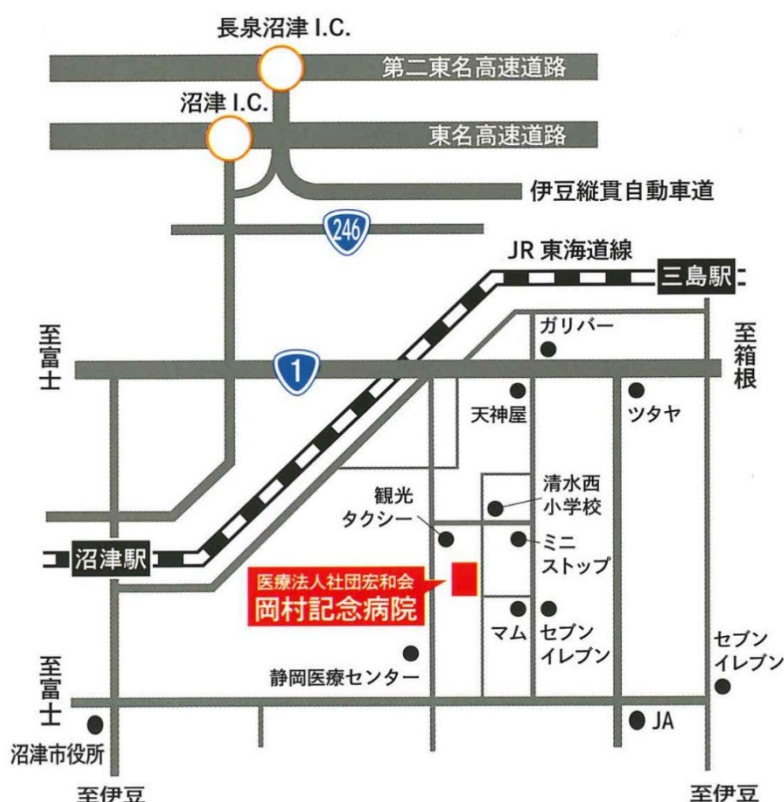 長泉沼津 I.C.
第二東名高速道路
沼津 I.C.
東名高速道路
伊豆縦貫自動車道
246
JR 東海道線
三島駅
至富士
ガリバー
至箱根
1
天神屋
ツタヤ
観光
タクシー
清水西
小学校
沼津駅
ミニ
ストップ
医療法人社団宏和会
岡村記念病院
マム
セブン
イレブン
セブン
イレブン
至富士
静岡医療センター
沼津市役所
JA
至伊豆
至伊豆